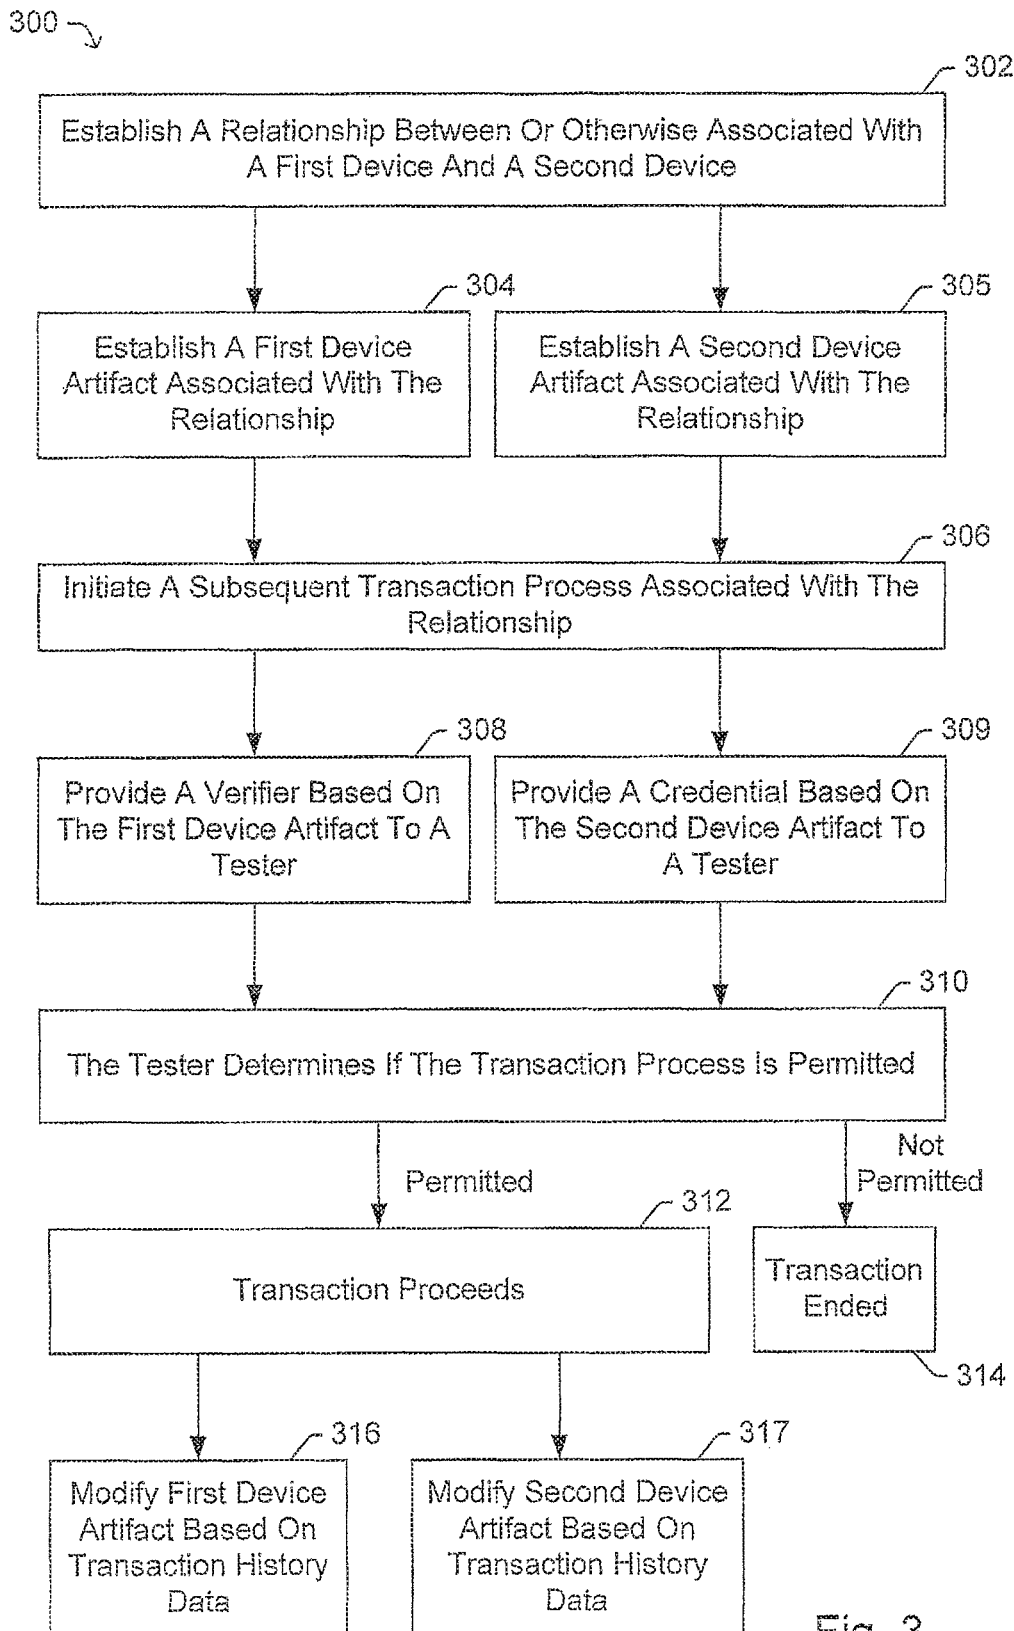 300
302
Establish A Relationship Between Or Otherwise Associated With
A First Device And A Second Device
304
Establish A First Device
Artifact Associated With The
Relationship
305
Establish A Second Device
Artifact Associated With The
Relationship
306
Initiate A Subsequent Transaction Process Associated With The
Relationship
308
Provide A Verifier Based On
The First Device Artifact To A
Tester
309
Provide A Credential Based On
The Second Device Artifact To
A Tester
310
The Tester Determines If The Transaction Process Is Permitted
Permitted
Not
Permitted
312
Transaction Proceeds
Transaction
Ended
314
316
Modify First Device
Artifact Based On
Transaction History
Data
317
Modify Second Device
Artifact Based On
Transaction History
Data
Fig. 3